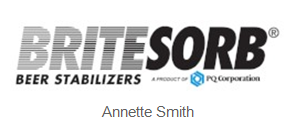 BRITESORB®
BEER STABILIZERS A PRODUCT OF PQ Corporation
Annette Smith